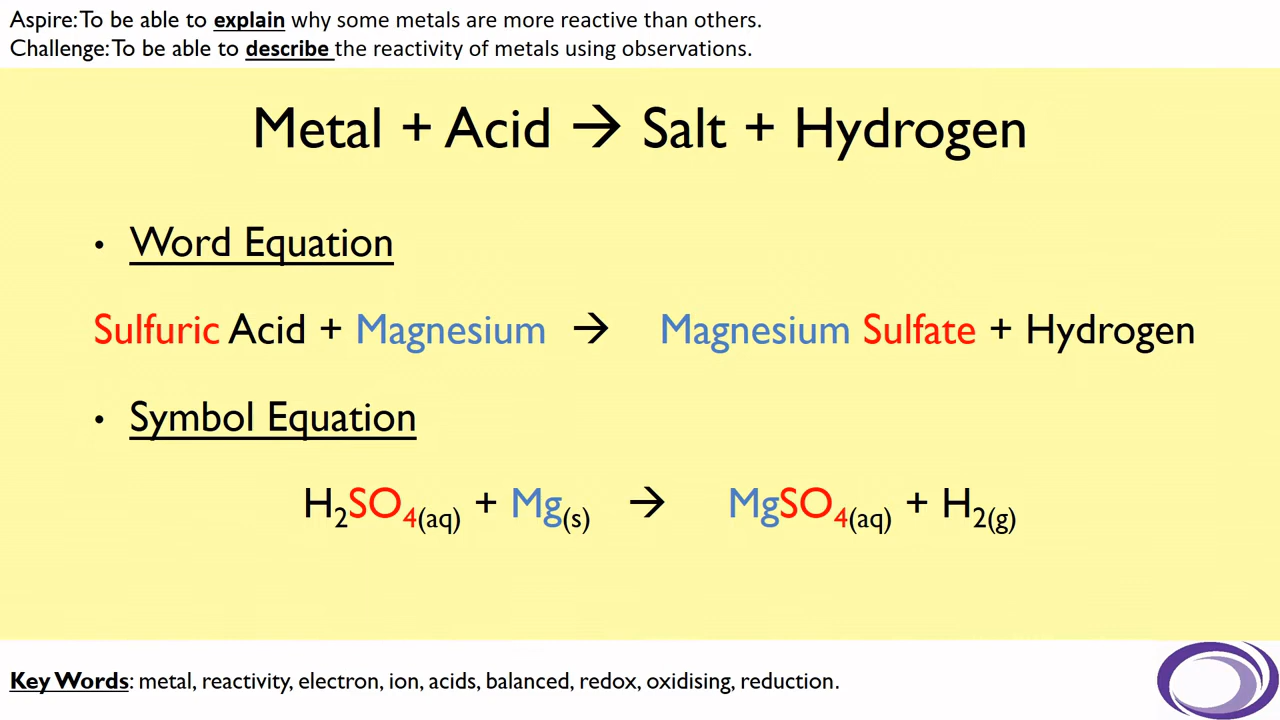 Aspire: To be able to explain why some metals are more reactive than others.
Challenge: To be able to describe the reactivity of metals using observations.
Metal + Acid → Salt + Hydrogen
• Word Equation
Sulfuric Acid + Magnesium → Magnesium Sulfate + Hydrogen
• Symbol Equation
H₂SO₄(aq) + Mg(s) → MgSO₄(aq) + H₂(g)
Key Words: metal, reactivity, electron, ion, acids, balanced, redox, oxidising, reduction.